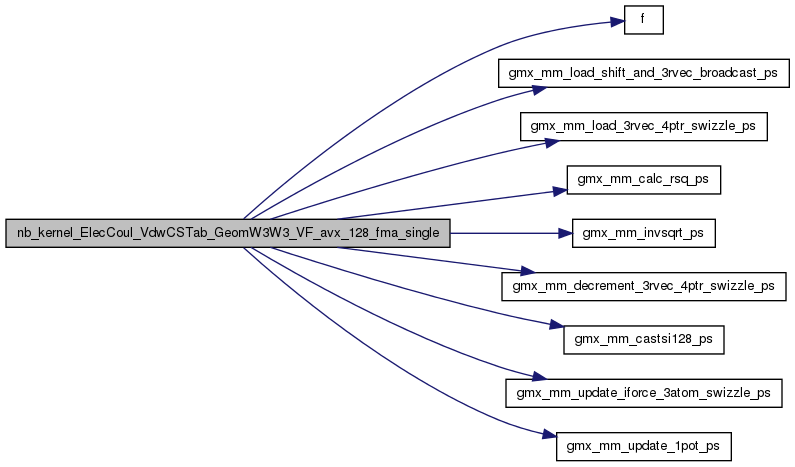 f
gmx_mm_load_shift_and_3rvec_broadcast_ps
gmx_mm_load_3rvec_4ptr_swizzle_ps
gmx_mm_calc_rsq_ps
nb_kernel_ElecCoul_VdwCSTab_GeomW3W3_VF_avx_128_fma_single
gmx_mm_invsqrt_ps
gmx_mm_decrement_3rvec_4ptr_swizzle_ps
gmx_mm_castsi128_ps
gmx_mm_update_iforce_3atom_swizzle_ps
gmx_mm_update_1pot_ps